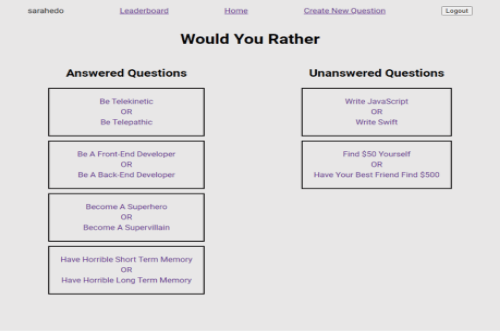 sarahedo Leaderboard Home Create New Question Logout
Would You Rather
Answered Questions
Be Telekinetic
OR
Be Telepathic
Be A Front-End Developer
OR
Be A Back-End Developer
Become A Superhero
OR
Become A Supervillain
Have Horrible Short Term Memory
OR
Have Horrible Long Term Memory
Unanswered Questions
Write JavaScript
OR
Write Swift
Find $50 Yourself
OR
Have Your Best Friend Find $500